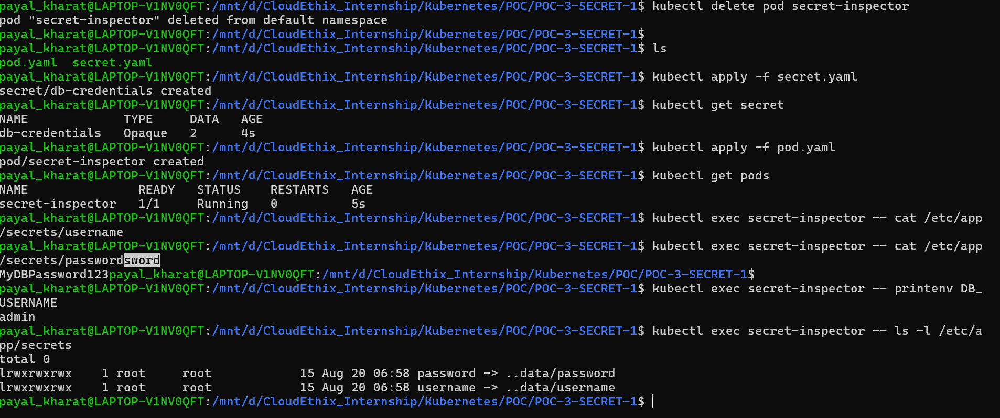 payal_kharat@LAPTOP-V1NV0QFT:/mnt/d/CloudEthix_Internship/Kubernetes/POC/POC-3-SECRET-1$ kubectl delete pod secret-inspector
pod "secret-inspector" deleted from default namespace
payal_kharat@LAPTOP-V1NV0QFT:/mnt/d/CloudEthix_Internship/Kubernetes/POC/POC-3-SECRET-1$
payal_kharat@LAPTOP-V1NV0QFT:/mnt/d/CloudEthix_Internship/Kubernetes/POC/POC-3-SECRET-1$ ls
pod.yaml  secret.yaml
payal_kharat@LAPTOP-V1NV0QFT:/mnt/d/CloudEthix_Internship/Kubernetes/POC/POC-3-SECRET-1$ kubectl apply -f secret.yaml
secret/db-credentials created
payal_kharat@LAPTOP-V1NV0QFT:/mnt/d/CloudEthix_Internship/Kubernetes/POC/POC-3-SECRET-1$ kubectl get secret
NAME             TYPE     DATA   AGE
db-credentials   Opaque   2      4s
payal_kharat@LAPTOP-V1NV0QFT:/mnt/d/CloudEthix_Internship/Kubernetes/POC/POC-3-SECRET-1$ kubectl apply -f pod.yaml
pod/secret-inspector created
payal_kharat@LAPTOP-V1NV0QFT:/mnt/d/CloudEthix_Internship/Kubernetes/POC/POC-3-SECRET-1$ kubectl get pods
NAME               READY   STATUS    RESTARTS   AGE
secret-inspector   1/1     Running   0          5s
payal_kharat@LAPTOP-V1NV0QFT:/mnt/d/CloudEthix_Internship/Kubernetes/POC/POC-3-SECRET-1$ kubectl exec secret-inspector -- cat /etc/app
/secrets/username
payal_kharat@LAPTOP-V1NV0QFT:/mnt/d/CloudEthix_Internship/Kubernetes/POC/POC-3-SECRET-1$ kubectl exec secret-inspector -- cat /etc/app
/secrets/passwordsword
MyDBPassword123payal_kharat@LAPTOP-V1NV0QFT:/mnt/d/CloudEthix_Internship/Kubernetes/POC/POC-3-SECRET-1$
payal_kharat@LAPTOP-V1NV0QFT:/mnt/d/CloudEthix_Internship/Kubernetes/POC/POC-3-SECRET-1$ kubectl exec secret-inspector -- printenv DB_
USERNAME
admin
payal_kharat@LAPTOP-V1NV0QFT:/mnt/d/CloudEthix_Internship/Kubernetes/POC/POC-3-SECRET-1$ kubectl exec secret-inspector -- ls -l /etc/a
pp/secrets
total 0
lrwxrwxrwx    1 root     root            15 Aug 20 06:58 password -> ..data/password
lrwxrwxrwx    1 root     root            15 Aug 20 06:58 username -> ..data/username
payal_kharat@LAPTOP-V1NV0QFT:/mnt/d/CloudEthix_Internship/Kubernetes/POC/POC-3-SECRET-1$